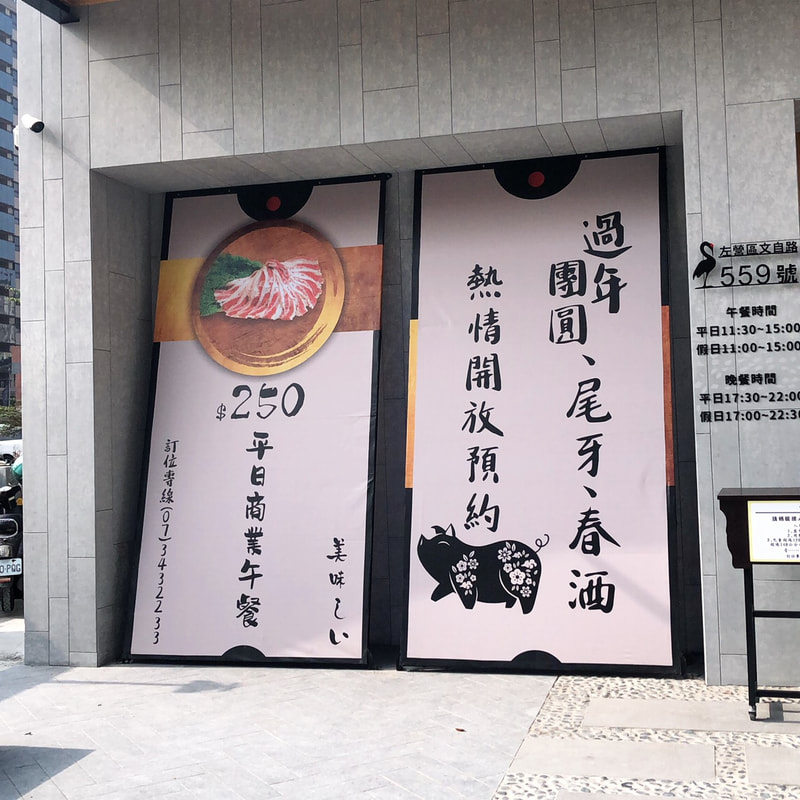 $250
平日商業午餐
訂位專線(07)3432233
美味しい
過年
團圓、尾牙、春酒
熱情開放預約
左營區文自路
559號
午餐時間
平日11:30~15:00
假日11:00~15:00
晚餐時間
平日17:30~22:00
假日17:00~22:30